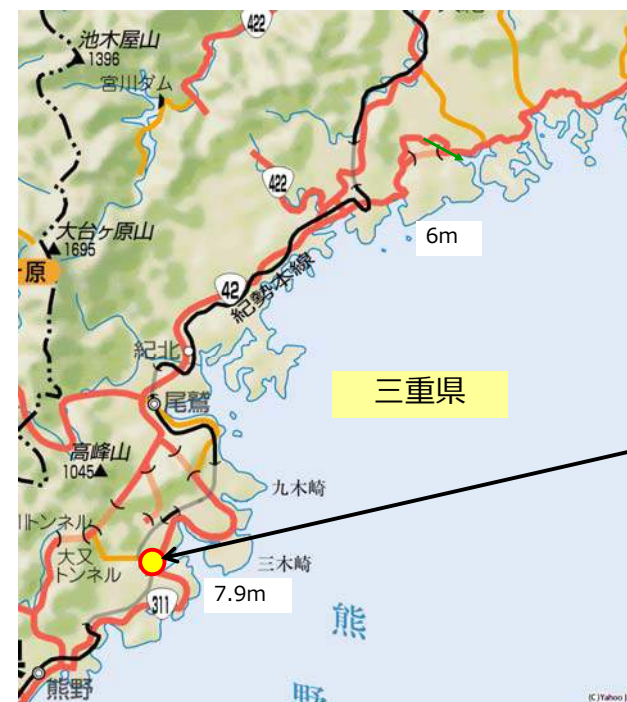 池木屋山
1396
422
宮川ダム
422
6m
大台ヶ原山
1695
原
42
紀勢本線
紀北
三重県
尾鷲
高峰山
1045
九木崎
トンネル
大又
トンネル
三木崎
7.9m
311
熊
熊野
野
(C)Yahoo J